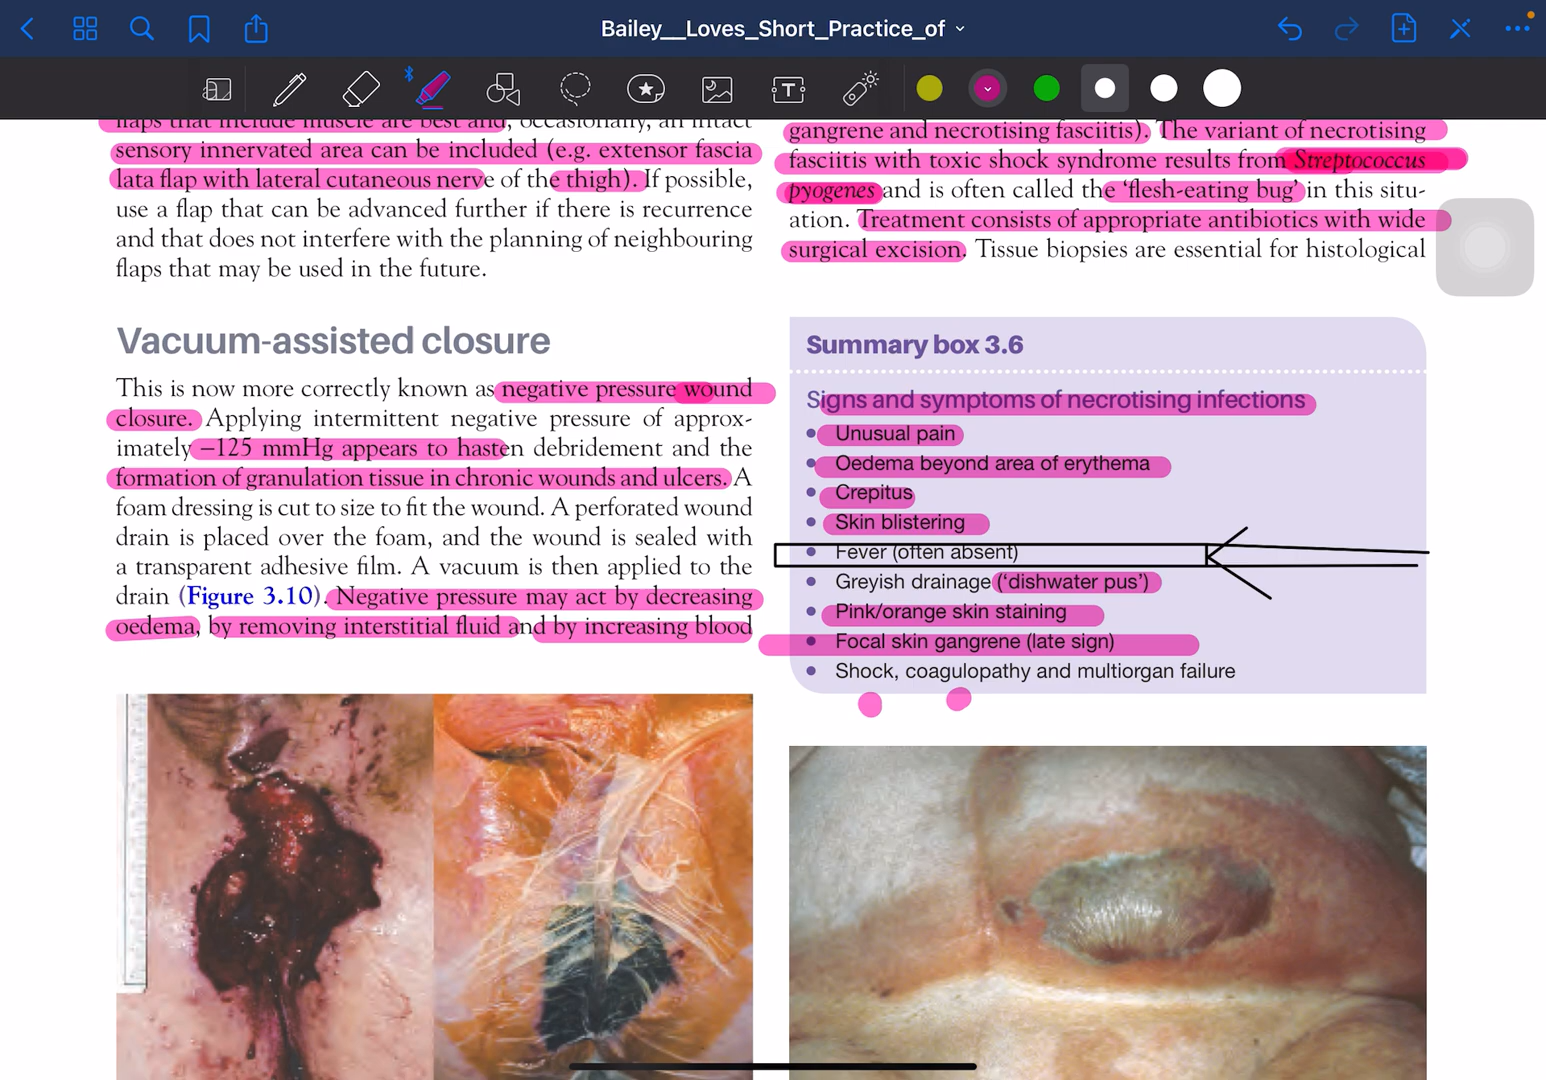 Bailey__Loves_Short_Practice_of
T
flaps that include muscle are best and, occasionally, an intact
sensory innervated area can be included (e.g. extensor fascia
lata flap with lateral cutaneous nerve of the thigh). If possible,
use a flap that can be advanced further if there is recurrence
and that does not interfere with the planning of neighbouring
flaps that may be used in the future.
Vacuum-assisted closure
This is now more correctly known as negative pressure wound
closure. Applying intermittent negative pressure of approx-
imately –125 mmHg appears to hasten debridement and the
formation of granulation tissue in chronic wounds and ulcers. A
foam dressing is cut to size to fit the wound. A perforated wound
drain is placed over the foam, and the wound is sealed with
a transparent adhesive film. A vacuum is then applied to the
drain (Figure 3.10). Negative pressure may act by decreasing
oedema, by removing interstitial fluid and by increasing blood
gangrene and necrotising fasciitis). The variant of necrotising
fasciitis with toxic shock syndrome results from Streptococcus
pyogenes and is often called the ‘flesh-eating bug’ in this situ-
ation. Treatment consists of appropriate antibiotics with wide
surgical excision. Tissue biopsies are essential for histological
Summary box 3.6
Signs and symptoms of necrotising infections
• Unusual pain
• Oedema beyond area of erythema
• Crepitus
• Skin blistering
• Fever (often absent)
• Greyish drainage (‘dishwater pus’)
• Pink/orange skin staining
• Focal skin gangrene (late sign)
• Shock, coagulopathy and multiorgan failure